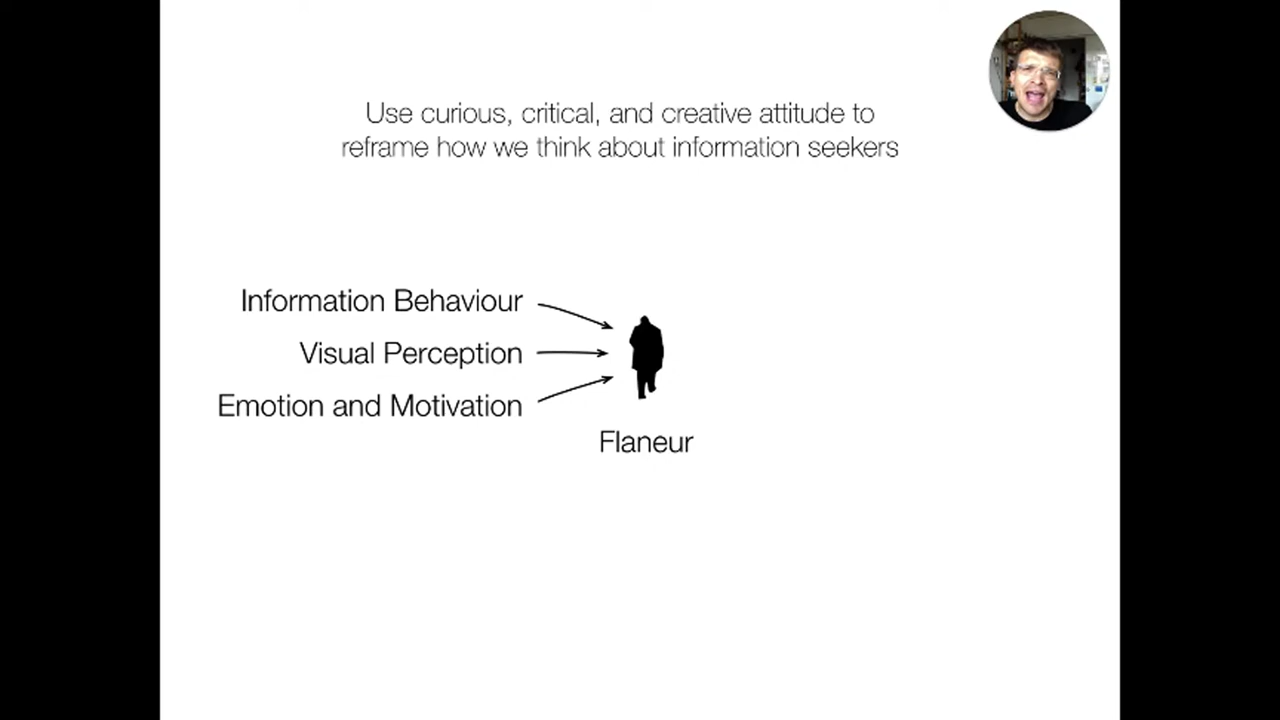 Use curious, critical, and creative attitude to
reframe how we think about information seekers
Information Behaviour
Visual Perception
Emotion and Motivation
Flaneur